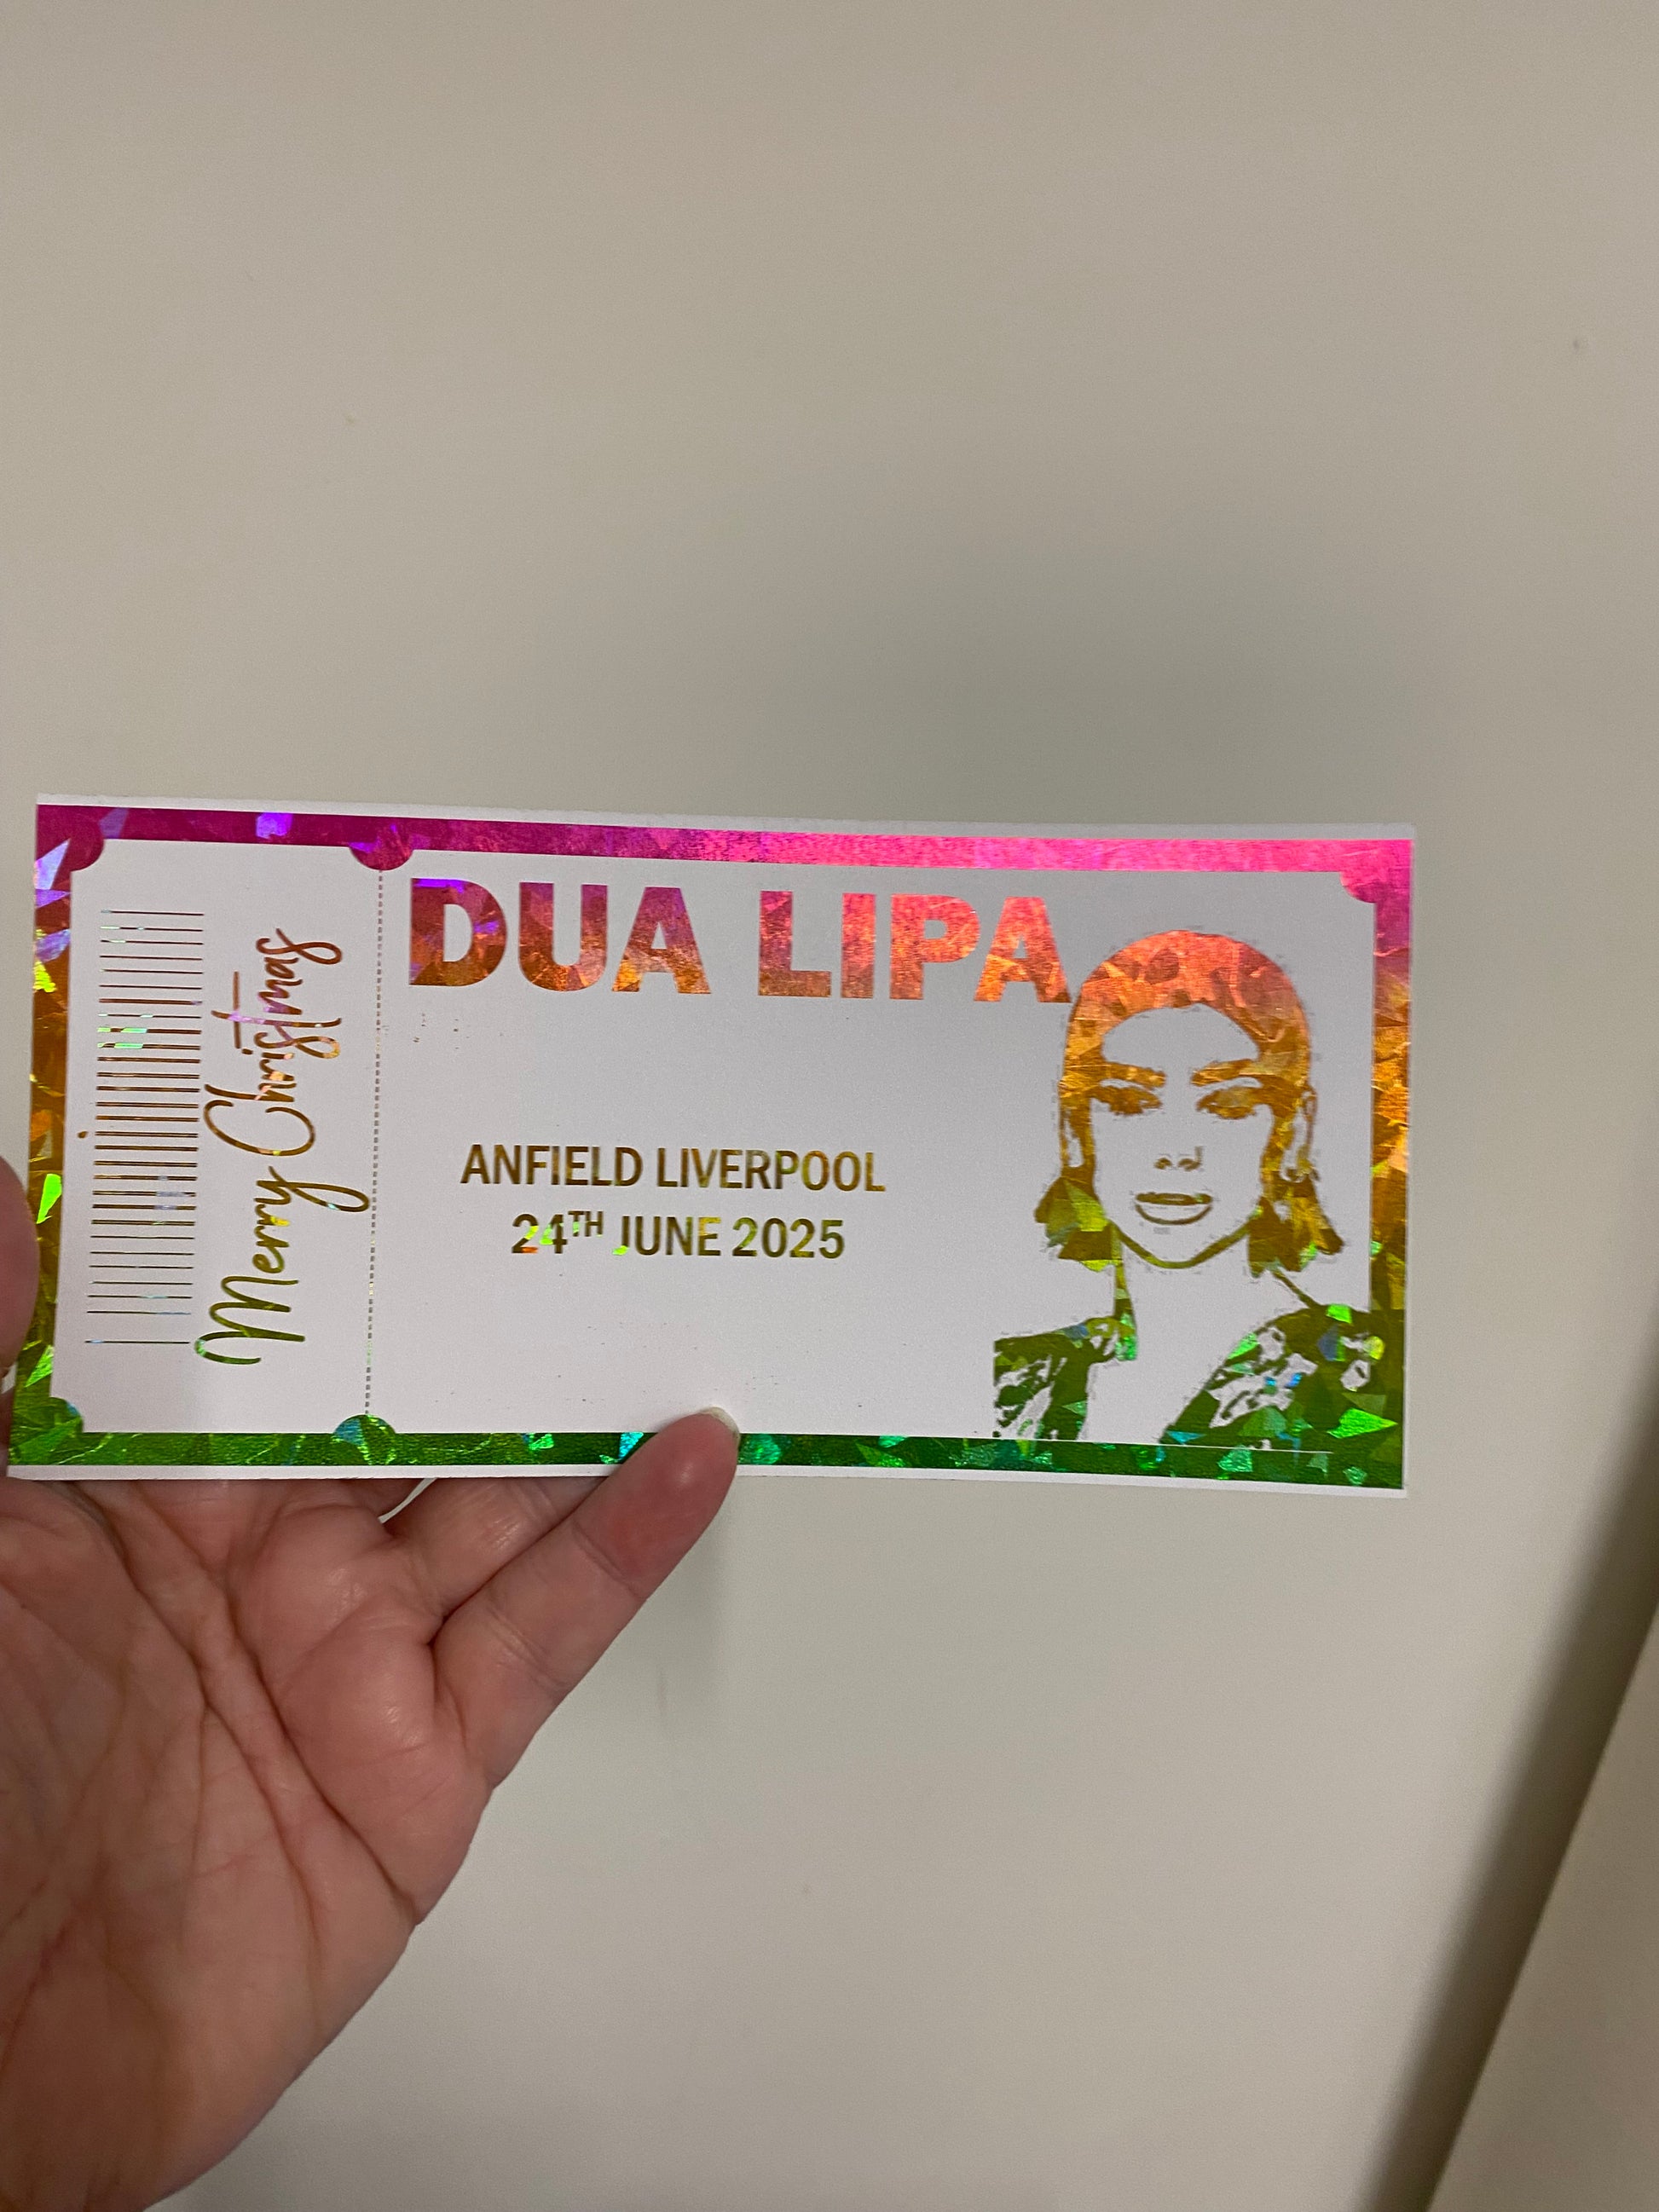 Merry Christmas
DUA LIPA
ANFIELD LIVERPOOL
24TH JUNE 2025